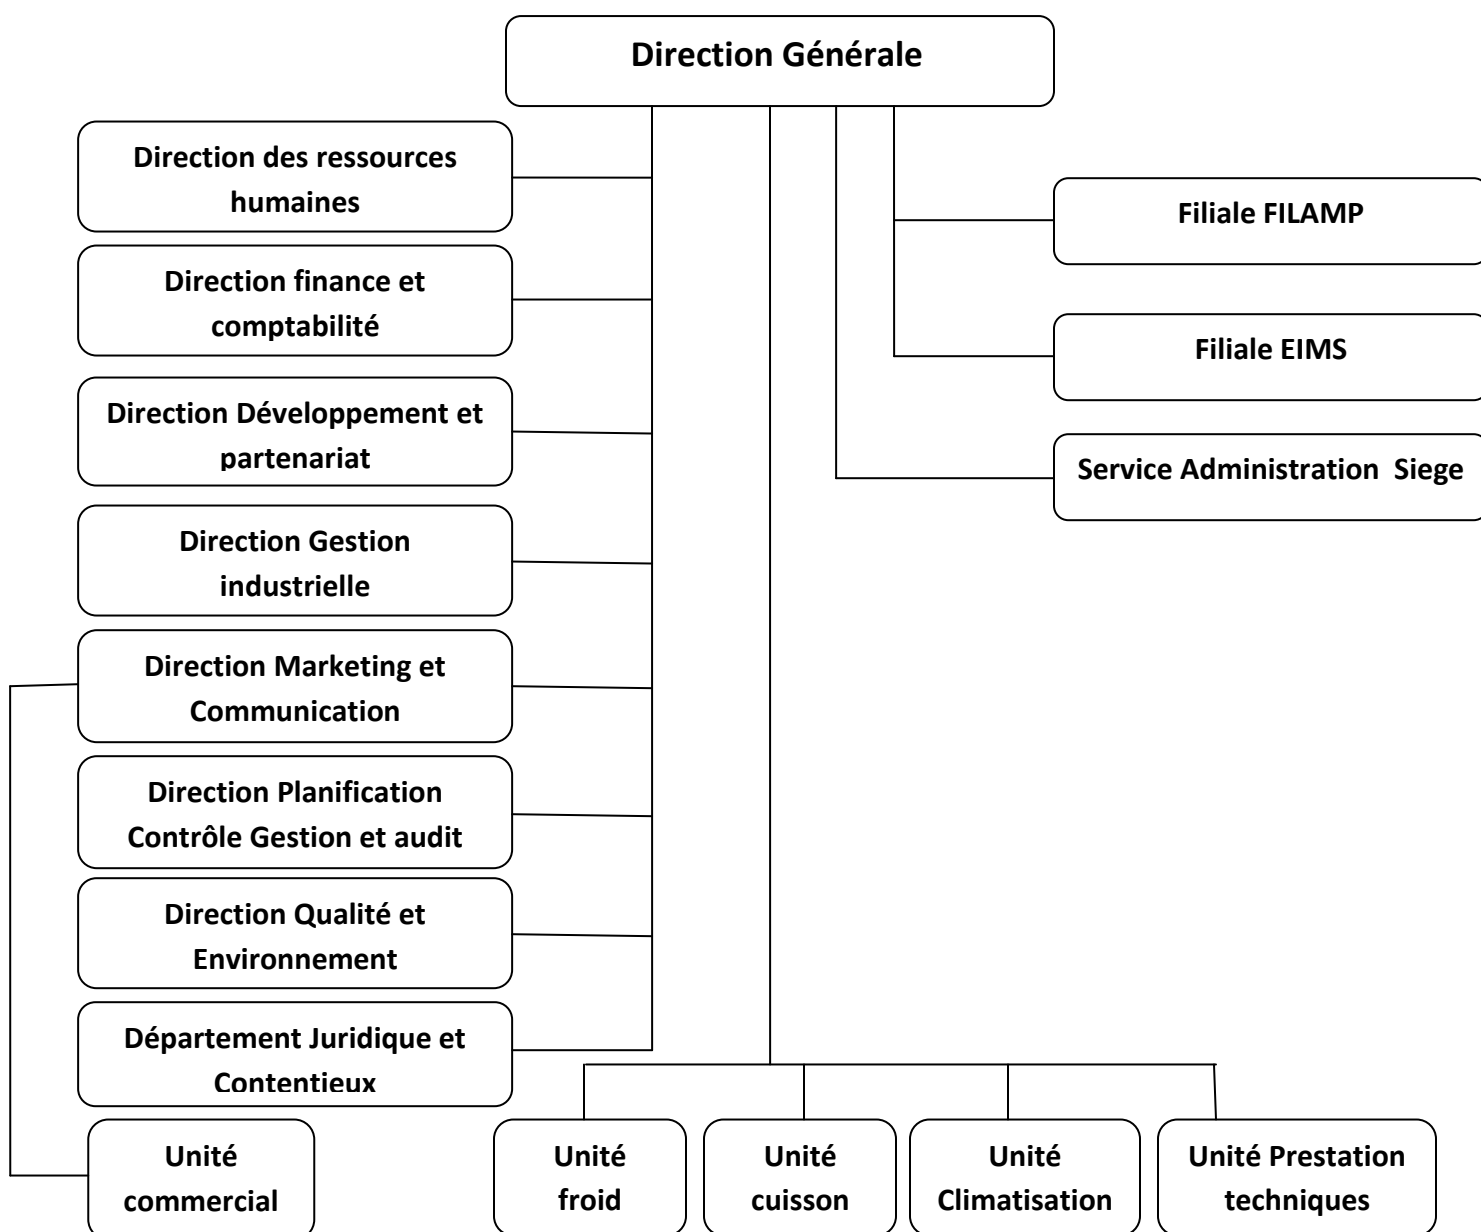 Direction Générale
Direction des ressources
humaines
Direction finance et
comptabilité
Direction Développement et
partenariat
Direction Gestion
industrielle
Direction Marketing et
Communication
Direction Planification
Contrôle Gestion et audit
Direction Qualité et
Environnement
Département Juridique et
Contentieux
Filiale FILAMP
Filiale EIMS
Service Administration  Siege
Unité
commercial
Unité
froid
Unité
cuisson
Unité
Climatisation
Unité Prestation
techniques